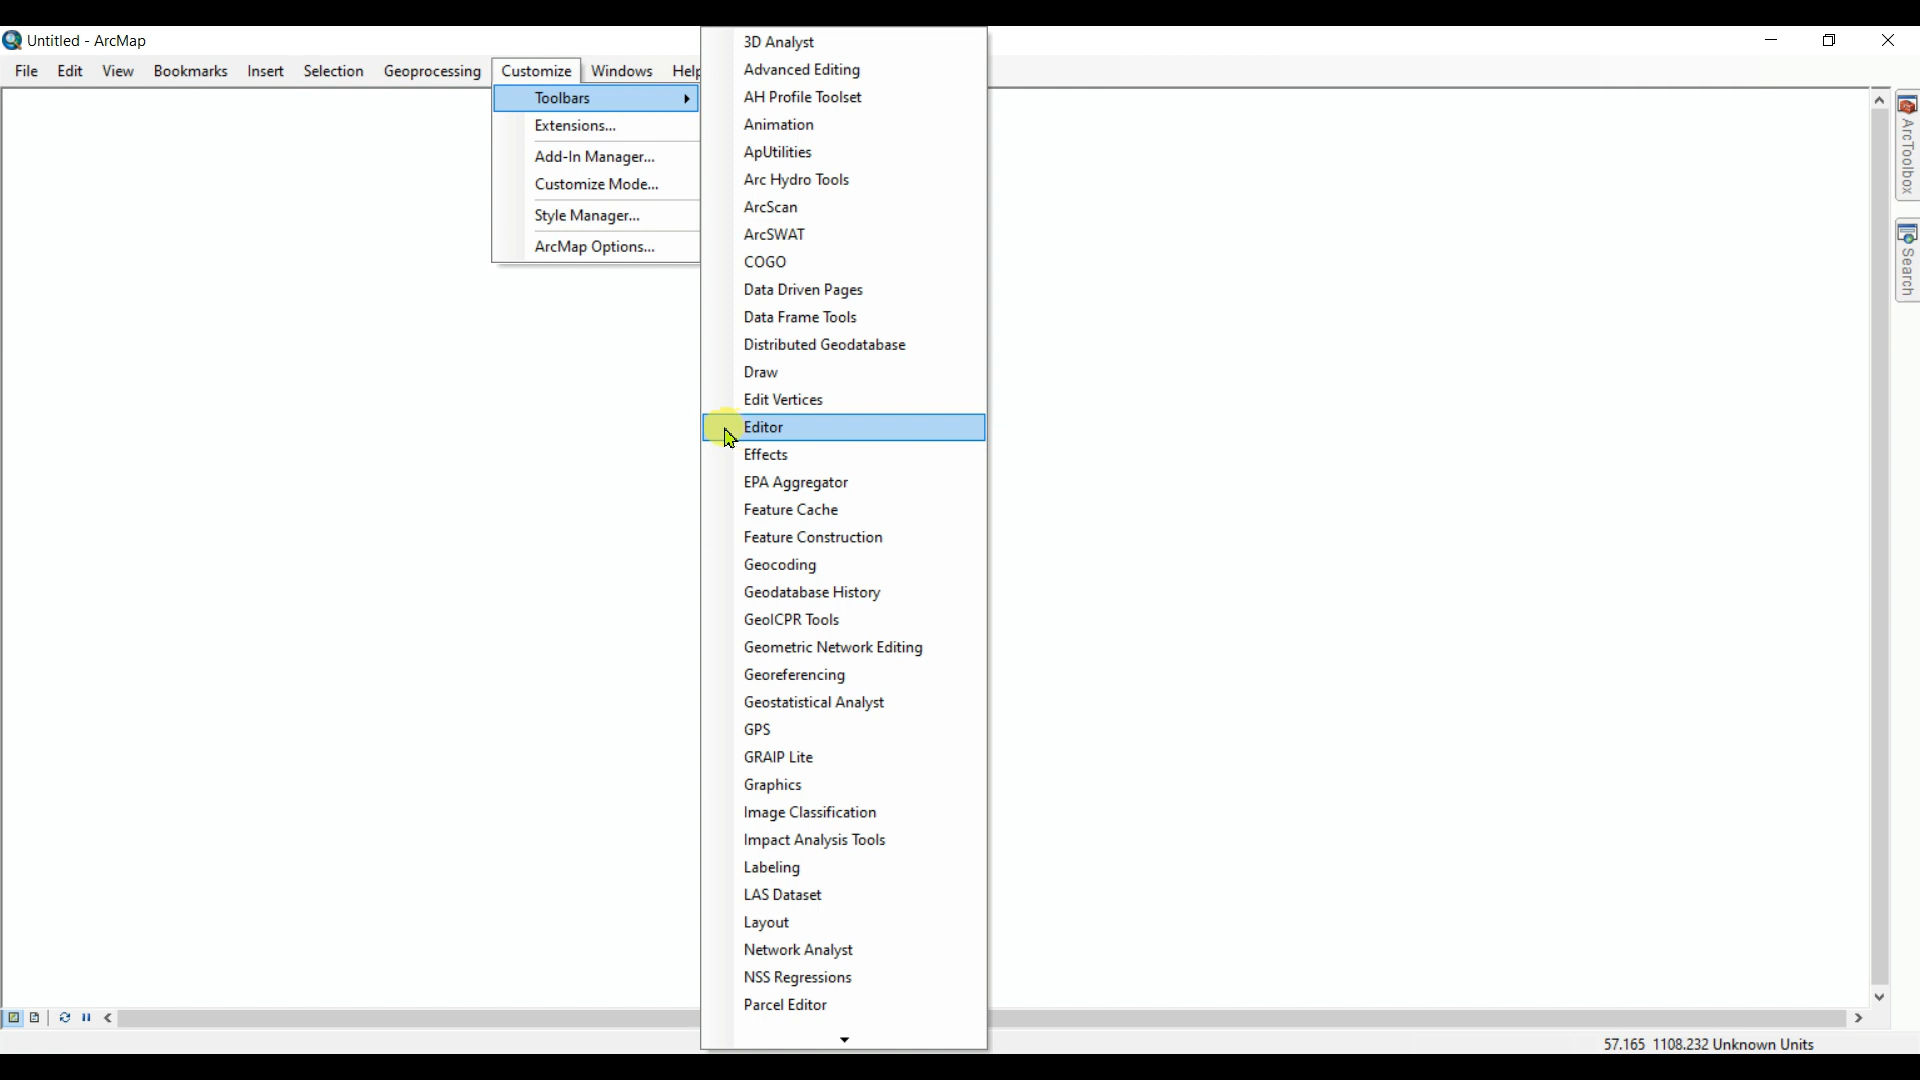 Untitled - ArcMap
File Edit View Bookmarks Insert Selection Geoprocessing Customize Windows Help
Toolbars
Extensions...
Add-In Manager...
Customize Mode...
Style Manager...
ArcMap Options...
3D Analyst
Advanced Editing
AH Profile Toolset
Animation
ApUtilities
Arc Hydro Tools
ArcScan
ArcSWAT
COGO
Data Driven Pages
Data Frame Tools
Distributed Geodatabase
Draw
Edit Vertices
Editor
Effects
EPA Aggregator
Feature Cache
Feature Construction
Geocoding
Geodatabase History
GeoICPR Tools
Geometric Network Editing
Georeferencing
Geostatistical Analyst
GPS
GRAIP Lite
Graphics
Image Classification
Impact Analysis Tools
Labeling
LAS Dataset
Layout
Network Analyst
NSS Regressions
Parcel Editor
ArcToolbox
Search
57.165 1108.232 Unknown Units